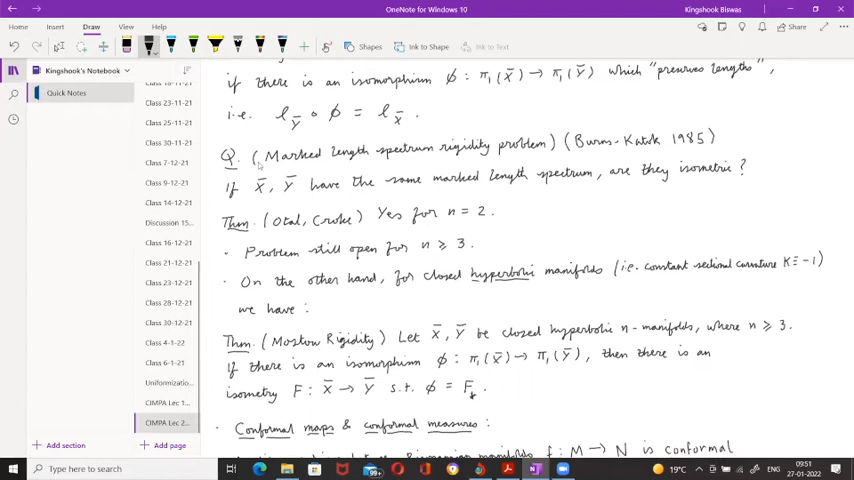 OneNote for Windows 10
Kingshook Biswas
Home Insert Draw View Help
Share
Shapes
Ink to Shape
Ink to Text
Kingshook's Notebook
Quick Notes
Class 23-11-21
Class 25-11-21
Class 30-11-21
Class 7-12-21
Class 9-12-21
Class 14-12-21
Discussion 15...
Class 16-12-21
Class 21-12-21
Class 23-12-21
Class 28-12-21
Class 30-12-21
Class 4-1-22
Class 6-1-21
Uniformizatio...
CIMPA Lec 1...
CIMPA Lec 2...
Add section
Add page
if there is an isomorphism ϕ : π₁(X̄) → π₁(Ȳ) which "preserves lengths",
i.e. l_Ȳ ∘ ϕ = l_X̄ .
Q. (Marked length spectrum rigidity problem) (Burns-Katok 1985)
If X̄, Ȳ have the same marked length spectrum, are they isometric ?
Thm. (Otal, Croke) Yes for n = 2.
· Problem still open for n ≥ 3.
· On the other hand, for closed hyperbolic manifolds (i.e. constant sectional curvature K ≡ -1)
we have :
Thm. (Mostow Rigidity) Let X̄, Ȳ be closed hyperbolic n-manifolds, where n ≥ 3.
If there is an isomorphism ϕ : π₁(X̄) → π₁(Ȳ), then there is an
isometry F : X̄ → Ȳ s.t. ϕ = F_* .
· Conformal maps & conformal measures :
Riemannian manifolds f : M → N is conformal
Type here to search
99+
19°C
ENG
09:51
27-01-2022